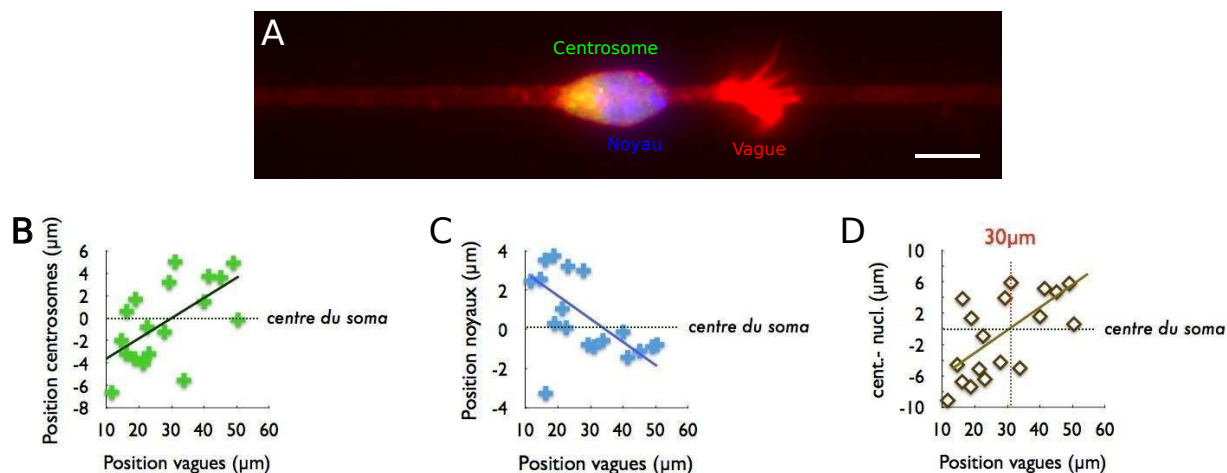 A
Centrosome
Noyau
Vague
B
Position centrosomes (µm)
6
4
2
0
-2
-4
-6
-8
centre du soma
10 20 30 40 50 60
Position vagues (µm)
C
Position noyaux (µm)
4
2
0
-2
-4
centre du soma
10 20 30 40 50 60
Position vagues (µm)
D
30µm
cent.- nucl. (µm)
10
6
2
-2
-6
-10
centre du soma
10 20 30 40 50 60
Position vagues (µm)